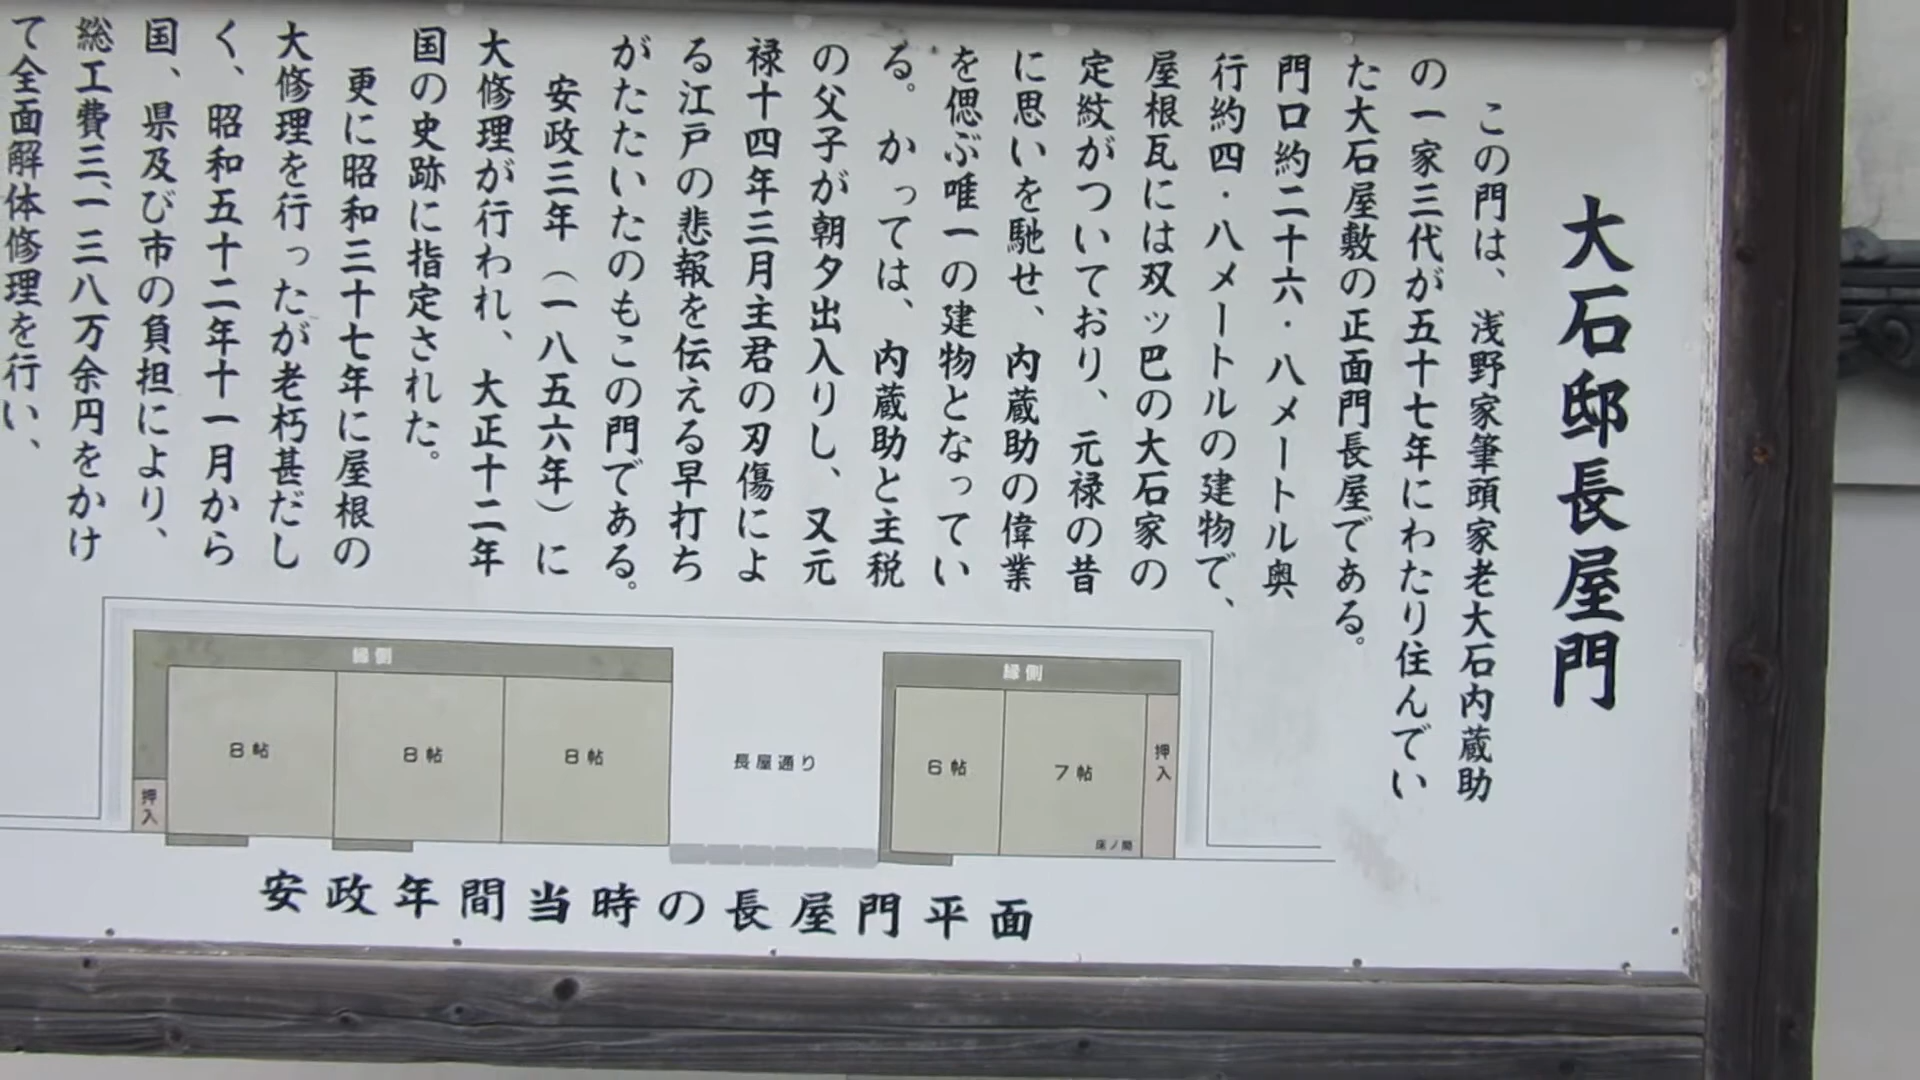 大石邸長屋門
この門は、浅野家筆頭家老大石内蔵助
の一家三代が五十七年にわたり住んでい
た大石屋敷の正面門長屋である。
門口約二十六・八メートル奥
行約四・八メートルの建物で、
屋根瓦には双ッ巴の大石家の
定紋がついており、元禄の昔
に思いを馳せ、内蔵助の偉業
を偲ぶ唯一の建物となってい
る。かっては、内蔵助と主税
の父子が朝夕出入りし、又元
禄十四年三月主君の刃傷によ
る江戸の悲報を伝える早打ち
がたたいたのもこの門である。
安政三年（一八五六年）に
大修理が行われ、大正十二年
国の史跡に指定された。
更に昭和三十七年に屋根の
大修理を行ったが老朽甚だし
く、昭和五十二年十一月から
国、県及び市の負担により、
総工費三、一三八万余円をかけ
て全面解体修理を行い、
縁側
縁側
8帖
8帖
8帖
長屋通り
6帖
7帖
押入
押入
床ノ間
安政年間当時の長屋門平面